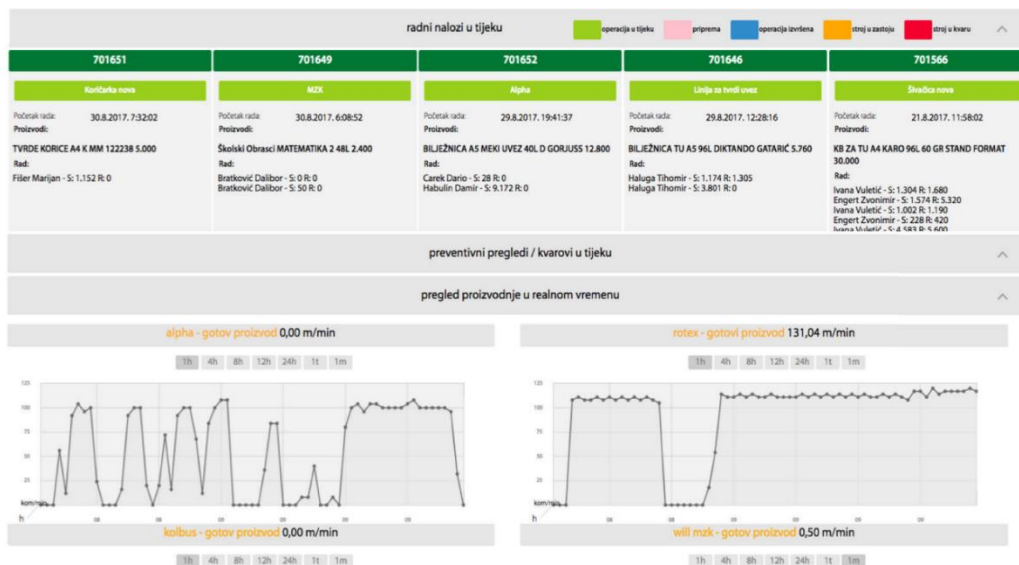 radni nalozi u tijeku
operacija u tijeku
priprema
operacija izvršena
stroj u zastoju
stroj u kvaru
701651
Koričarka nova
Početak rada: 30.8.2017. 7:32:02
Proizvodi:
TVRDE KORICE A4 K MM 122238 5.000
Rad:
Fišer Marijan - S: 1.152 R: 0
701649
MZK
Početak rada: 30.8.2017. 6:08:52
Proizvodi:
Školski Obrasci MATEMATIKA 2 48L 2.400
Rad:
Bratković Dalibor - S: 0 R: 0
Bratković Dalibor - S: 50 R: 0
701652
Alpha
Početak rada: 29.8.2017. 19:41:37
Proizvodi:
BILJEŽNICA A5 MEKI UVEZ 40L D GORJUSS 12.800
Rad:
Carek Dario - S: 28 R: 0
Habulin Damir - S: 9.172 R: 0
701646
Linija za tvrdi uvez
Početak rada: 29.8.2017. 12:28:16
Proizvodi:
BILJEŽNICA TU A5 96L DIKTANDO GATARIĆ 5.760
Rad:
Haluga Tihomir - S: 1.174 R: 1.305
Haluga Tihomir - S: 3.801 R: 0
701566
Šivačica nova
Početak rada: 21.8.2017. 11:58:02
Proizvodi:
KB ZA TU A4 KARO 96L 60 GR STAND FORMAT
30.000
Rad:
Ivana Vuletić - S: 1.304 R: 1.680
Engert Zvonimir - S: 1.574 R: 5.320
Ivana Vuletić - S: 1.002 R: 1.190
Engert Zvonimir - S: 228 R: 420
Ivana Vuletić - S: 4.583 R: 5.600
preventivni pregledi / kvarovi u tijeku
pregled proizvodnje u realnom vremenu
alpha - gotov proizvod 0,00 m/min
1h 4h 8h 12h 24h 1t 1m
125
100
75
50
25
kom/min
h
rotex - gotovi proizvod 131,04 m/min
1h 4h 8h 12h 24h 1t 1m
125
100
75
50
25
kom/min
h
kolbus - gotov proizvod 0,00 m/min
1h 4h 8h 12h 24h 1t 1m
will mzk - gotov proizvod 0,50 m/min
1h 4h 8h 12h 24h 1t 1m